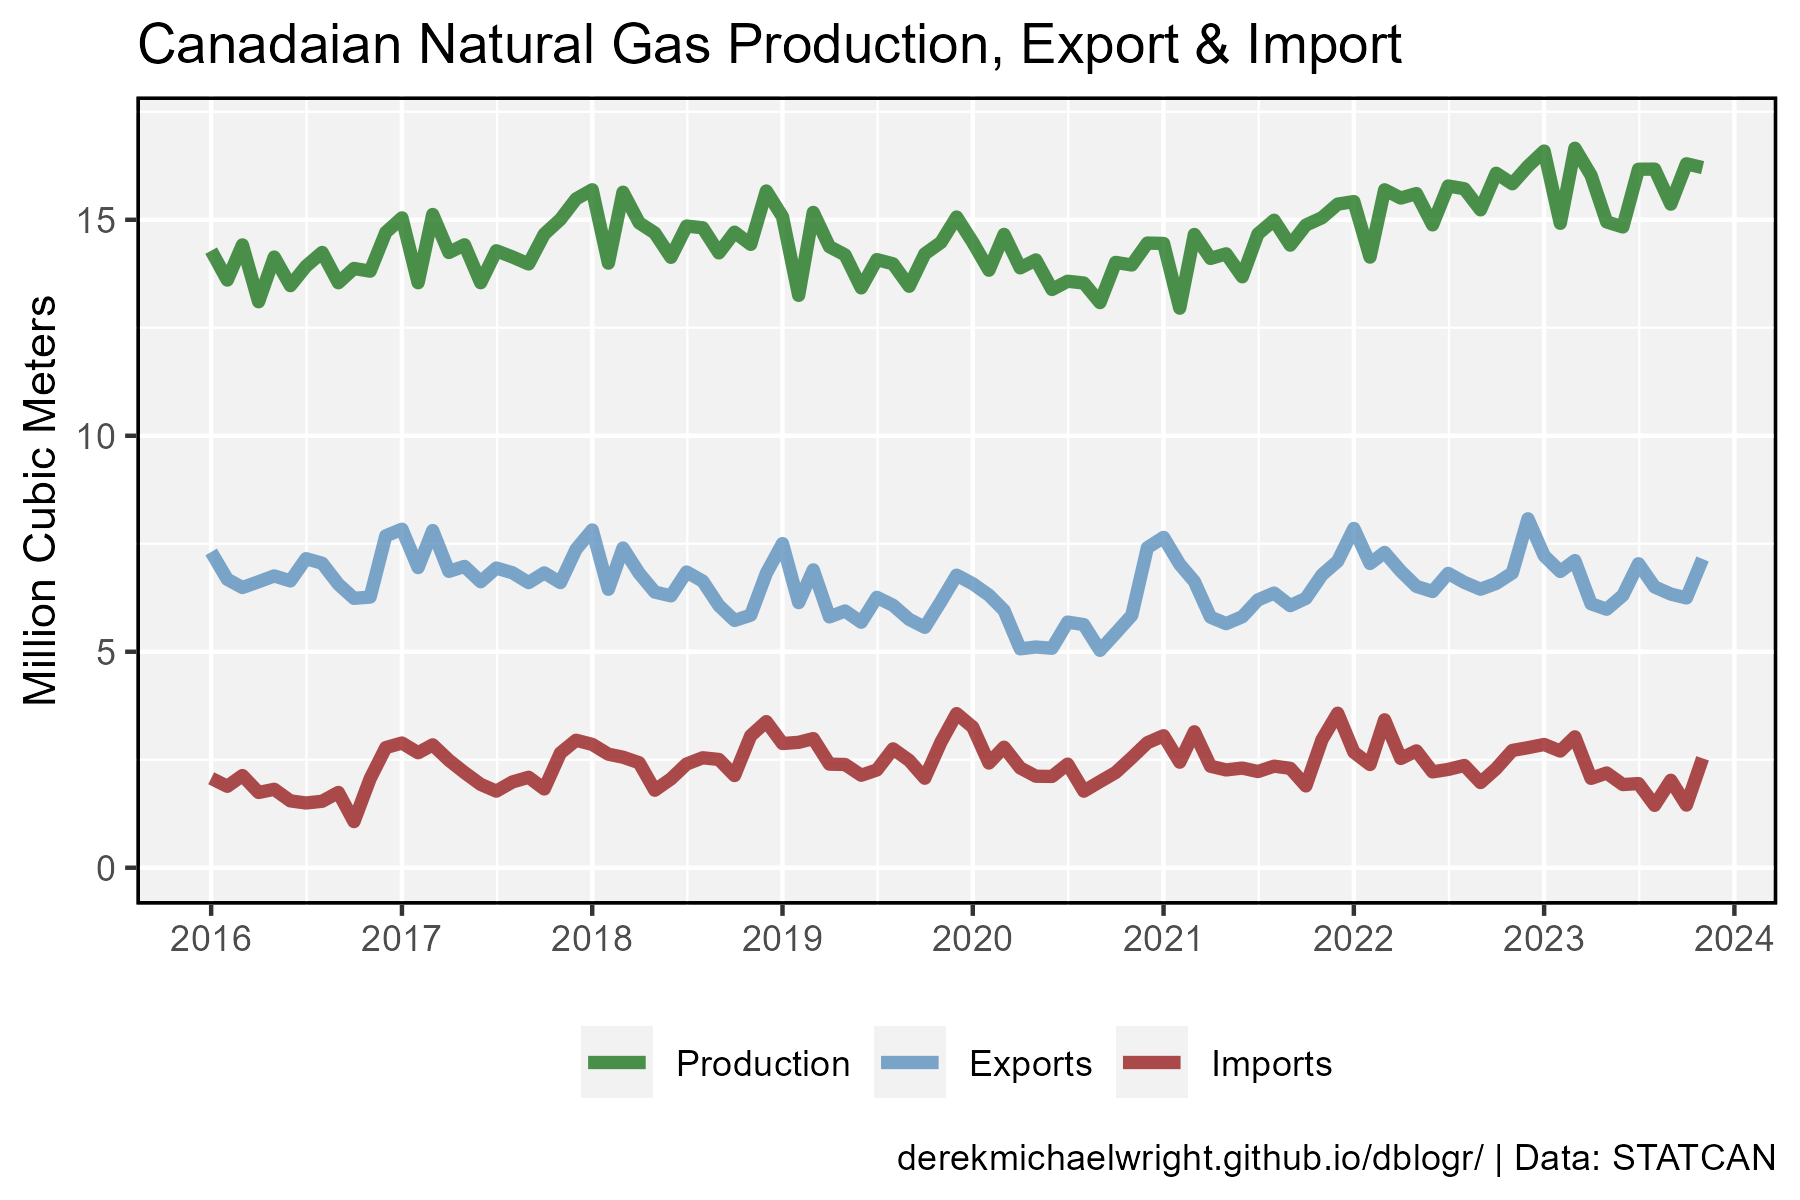 Canadaian Natural Gas Production, Export & Import
Million Cubic Meters
15
10
5
0
2016 2017 2018 2019 2020 2021 2022 2023 2024
Production Exports Imports
derekmichaelwright.github.io/dblogr/ | Data: STATCAN